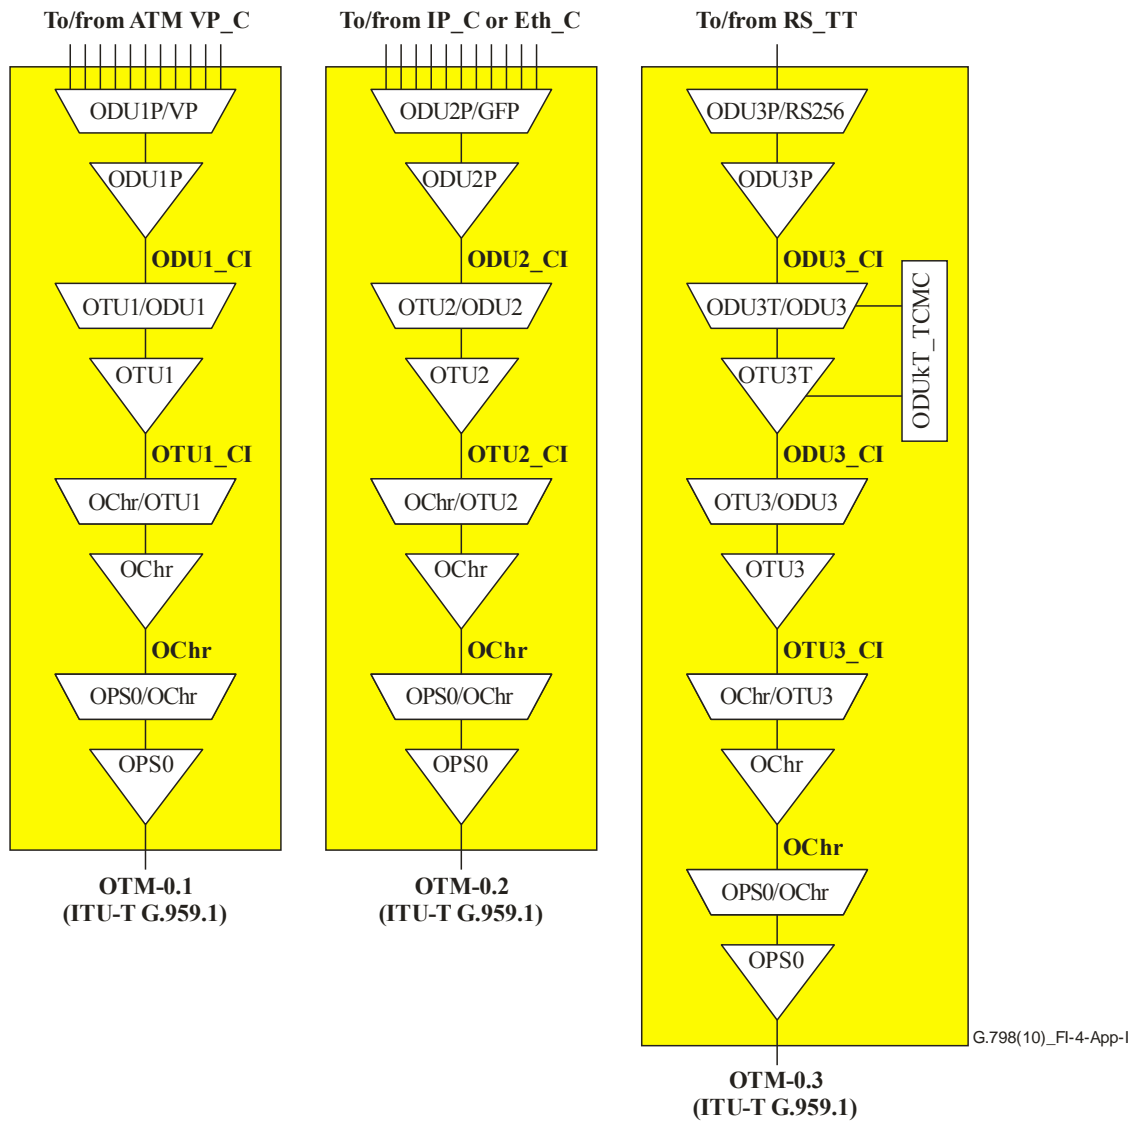 To/from ATM VP_C
ODU1P/VP
ODU1P
ODU1_CI
OTU1/ODU1
OTU1
OTU1_CI
OChr/OTU1
OChr
OChr
OPS0/OChr
OPS0
OTM-0.1
(ITU-T G.959.1)
To/from IP_C or Eth_C
ODU2P/GFP
ODU2P
ODU2_CI
OTU2/ODU2
OTU2
OTU2_CI
OChr/OTU2
OChr
OChr
OPS0/OChr
OPS0
OTM-0.2
(ITU-T G.959.1)
To/from RS_TT
ODU3P/RS256
ODU3P
ODU3_CI
ODU3T/ODU3
OTU3T
ODUkT_TCMC
ODU3_CI
OTU3/ODU3
OTU3
OTU3_CI
OChr/OTU3
OChr
OChr
OPS0/OChr
OPS0
OTM-0.3
(ITU-T G.959.1)
G.798(10)_FI-4-App-I